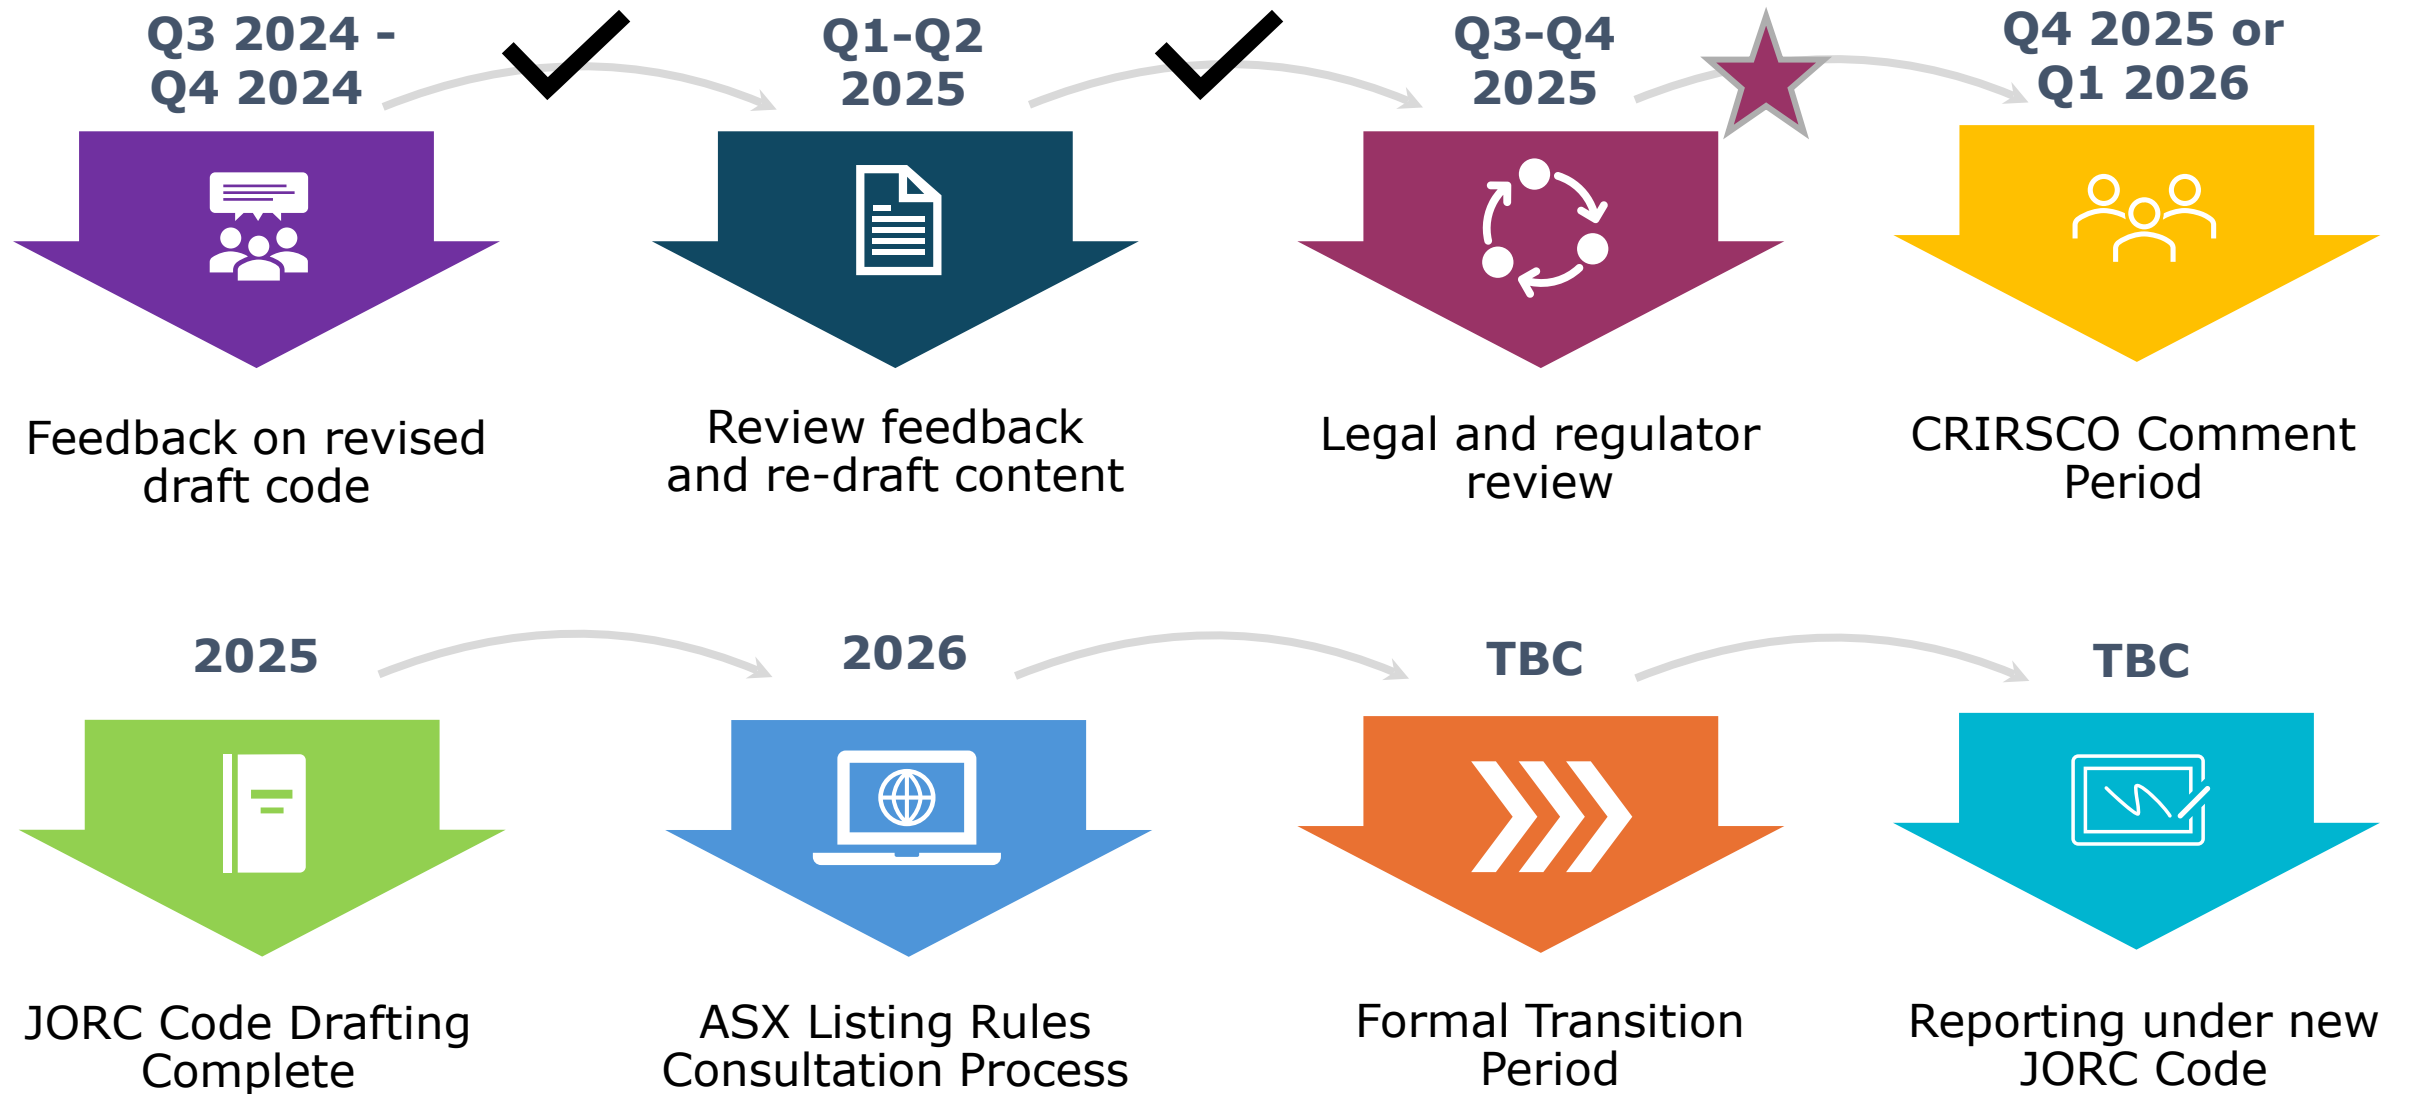 Q3 2024 -
Q4 2024
Q1-Q2
2025
Q3-Q4
2025
Q4 2025 or
Q1 2026
Feedback on revised
draft code
Review feedback
and re-draft content
Legal and regulator
review
CRIRSCO Comment
Period
2025
2026
TBC
TBC
JORC Code Drafting
Complete
ASX Listing Rules
Consultation Process
Formal Transition
Period
Reporting under new
JORC Code